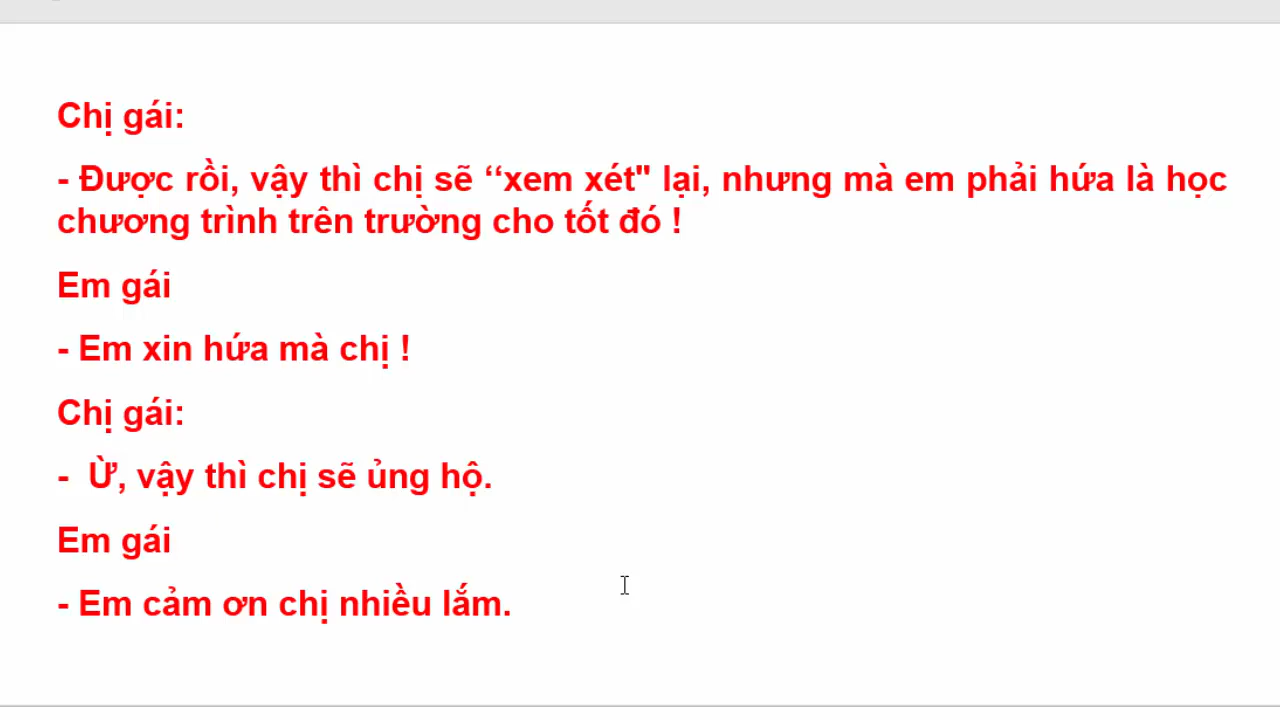 Chị gái:
- Được rồi, vậy thì chị sẽ ‘‘xem xét" lại, nhưng mà em phải hứa là học
chương trình trên trường cho tốt đó !
Em gái
- Em xin hứa mà chị !
Chị gái:
-  Ừ, vậy thì chị sẽ ủng hộ.
Em gái
- Em cảm ơn chị nhiều lắm.